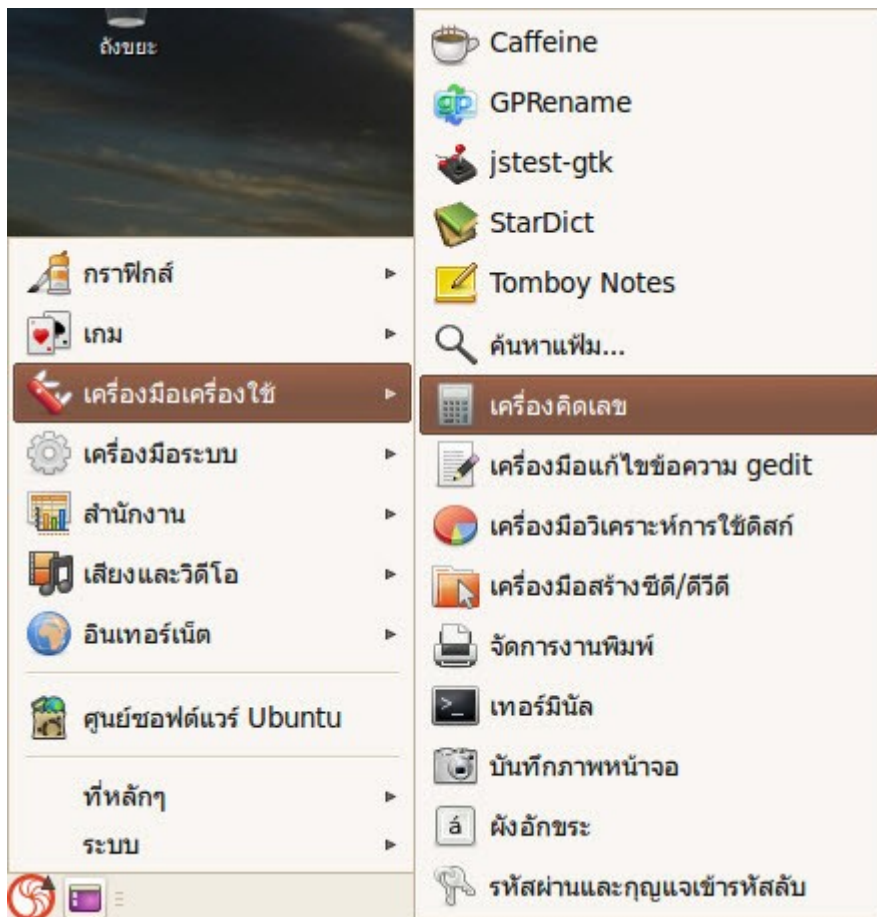 ถังขยะ
กราฟิกส์
เกม
เครื่องมือเครื่องใช้
เครื่องมือระบบ
สำนักงาน
เสียงและวิดีโอ
อินเทอร์เน็ต
ศูนย์ซอฟต์แวร์ Ubuntu
ที่หลักๆ
ระบบ
Caffeine
GPRename
jstest-gtk
StarDict
Tomboy Notes
ค้นหาแฟ้ม...
เครื่องคิดเลข
เครื่องมือแก้ไขข้อความ gedit
เครื่องมือวิเคราะห์การใช้ดิสก์
เครื่องมือสร้างซีดี/ดีวีดี
จัดการงานพิมพ์
เทอร์มินัล
บันทึกภาพหน้าจอ
ผังอักขระ
รหัสผ่านและกุญแจเข้ารหัสลับ